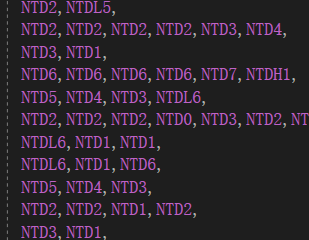 NTD2,NTDL5,
NTD2,NTD2,NTD2,NTD2,NTD3,NTD4,
NTD3,NTD1,
NTD6,NTD6,NTD6,NTD6,NTD7,NTDH1,
NTD5,NTD4,NTD3,NTDL6,
NTD2,NTD2,NTD2,NTD0,NTD3,NTD2,NT
NTDL6,NTD1,NTD1,
NTDL6,NTD1,NTD6,
NTD5,NTD4,NTD3,
NTD2,NTD2,NTD1,NTD2,
NTD3,NTD1,